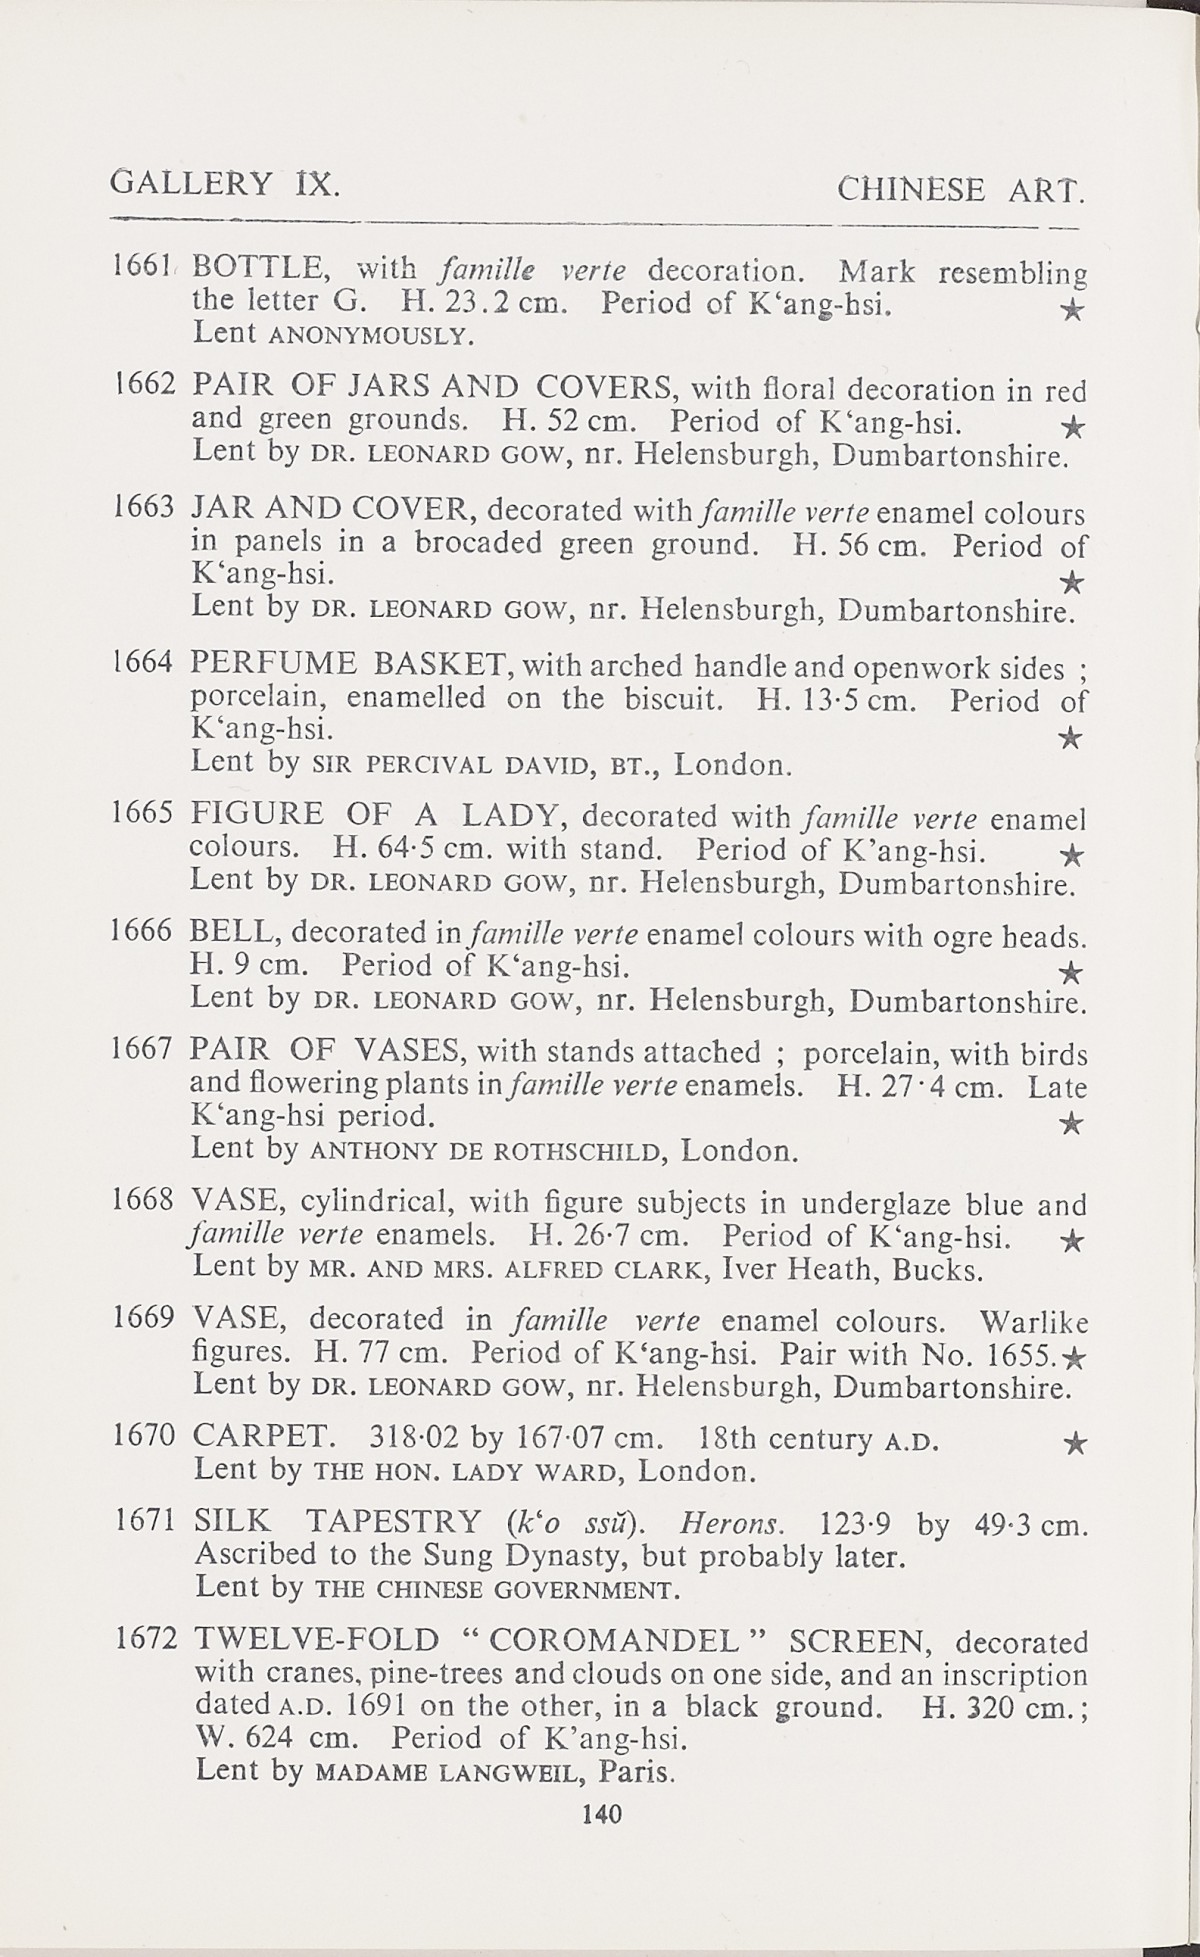 GALLERY IX. CHINESE ART.
1661 BOTTLE, with famille verte decoration. Mark resembling
the letter G. H. 23.2 cm. Period of K‘ang-hsi. ★
Lent ANONYMOUSLY.
1662 PAIR OF JARS AND COVERS, with floral decoration in red
and green grounds. H. 52 cm. Period of K‘ang-hsi. ★
Lent by DR. LEONARD GOW, nr. Helensburgh, Dumbartonshire.
1663 JAR AND COVER, decorated with famille verte enamel colours
in panels in a brocaded green ground. H. 56 cm. Period of
K‘ang-hsi. ★
Lent by DR. LEONARD GOW, nr. Helensburgh, Dumbartonshire.
1664 PERFUME BASKET, with arched handle and openwork sides ;
porcelain, enamelled on the biscuit. H. 13·5 cm. Period of
K‘ang-hsi. ★
Lent by SIR PERCIVAL DAVID, BT., London.
1665 FIGURE OF A LADY, decorated with famille verte enamel
colours. H. 64·5 cm. with stand. Period of K’ang-hsi. ★
Lent by DR. LEONARD GOW, nr. Helensburgh, Dumbartonshire.
1666 BELL, decorated in famille verte enamel colours with ogre heads.
H. 9 cm. Period of K‘ang-hsi. ★
Lent by DR. LEONARD GOW, nr. Helensburgh, Dumbartonshire.
1667 PAIR OF VASES, with stands attached ; porcelain, with birds
and flowering plants in famille verte enamels. H. 27·4 cm. Late
K‘ang-hsi period. ★
Lent by ANTHONY DE ROTHSCHILD, London.
1668 VASE, cylindrical, with figure subjects in underglaze blue and
famille verte enamels. H. 26·7 cm. Period of K‘ang-hsi. ★
Lent by MR. AND MRS. ALFRED CLARK, Iver Heath, Bucks.
1669 VASE, decorated in famille verte enamel colours. Warlike
figures. H. 77 cm. Period of K‘ang-hsi. Pair with No. 1655. ★
Lent by DR. LEONARD GOW, nr. Helensburgh, Dumbartonshire.
1670 CARPET. 318·02 by 167·07 cm. 18th century A.D. ★
Lent by THE HON. LADY WARD, London.
1671 SILK TAPESTRY (k‘o ssŭ). Herons. 123·9 by 49·3 cm.
Ascribed to the Sung Dynasty, but probably later.
Lent by THE CHINESE GOVERNMENT.
1672 TWELVE-FOLD “ COROMANDEL ” SCREEN, decorated
with cranes, pine-trees and clouds on one side, and an inscription
dated A.D. 1691 on the other, in a black ground. H. 320 cm. ;
W. 624 cm. Period of K’ang-hsi.
Lent by MADAME LANGWEIL, Paris.
140